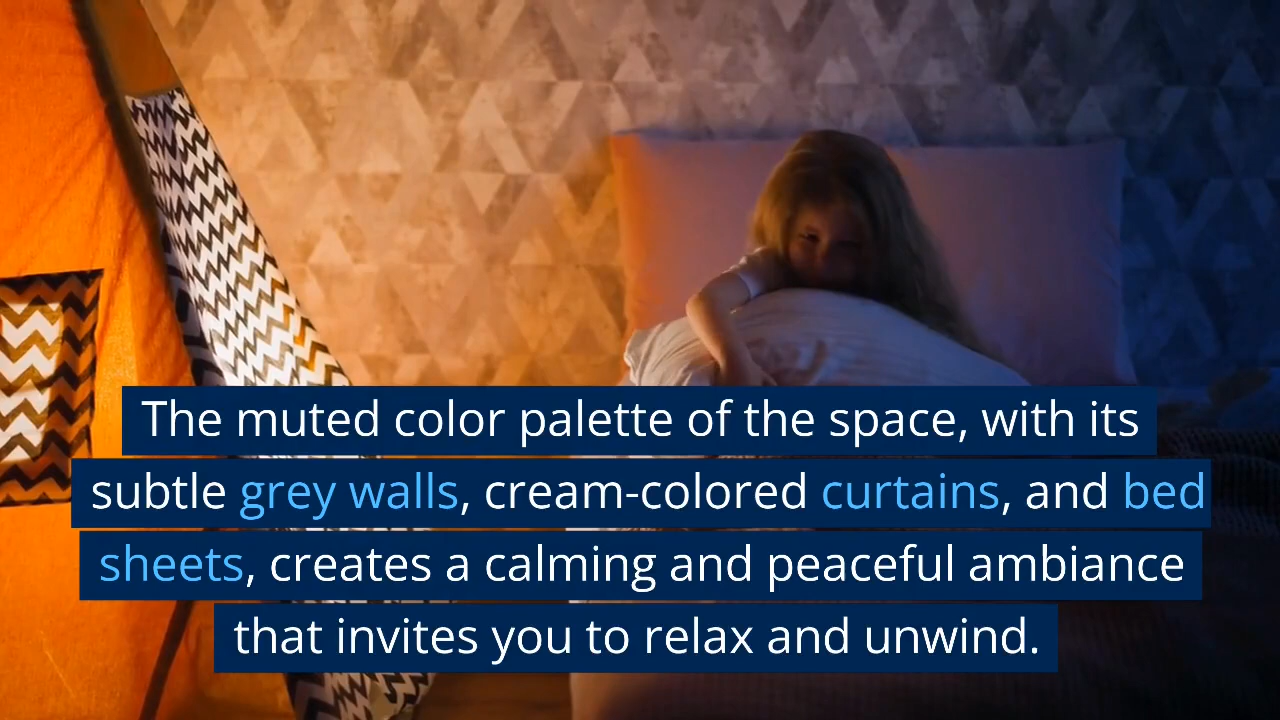 The muted color palette of the space, with its
subtle grey walls, cream-colored curtains, and bed
sheets, creates a calming and peaceful ambiance
that invites you to relax and unwind.